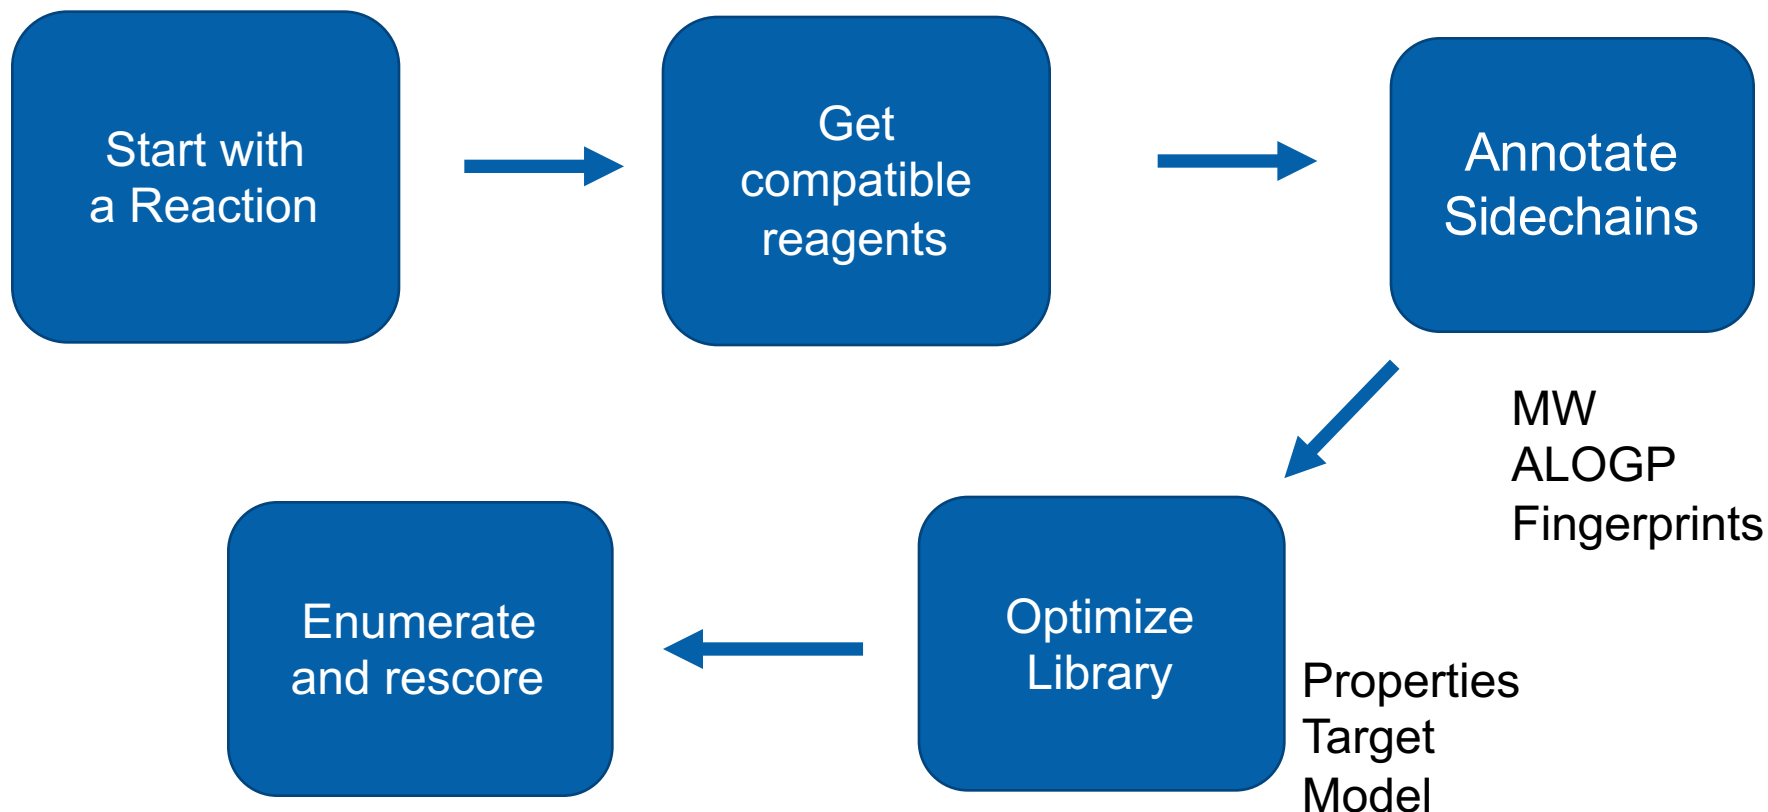 Start with
a Reaction
Get
compatible
reagents
Annotate
Sidechains
MW
ALOGP
Fingerprints
Optimize
Library
Properties
Target
Model
Enumerate
and rescore